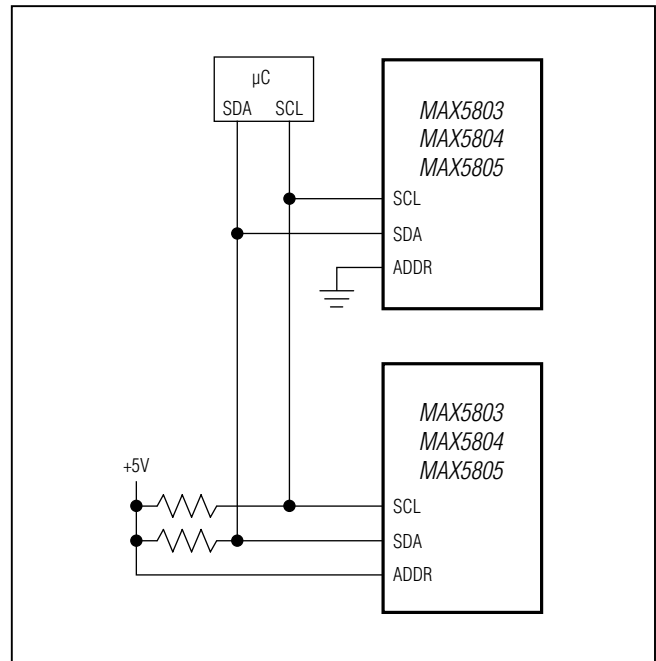 µC
SDA SCL
MAX5803
MAX5804
MAX5805
SCL
SDA
ADDR
MAX5803
MAX5804
MAX5805
+5V
SCL
SDA
ADDR